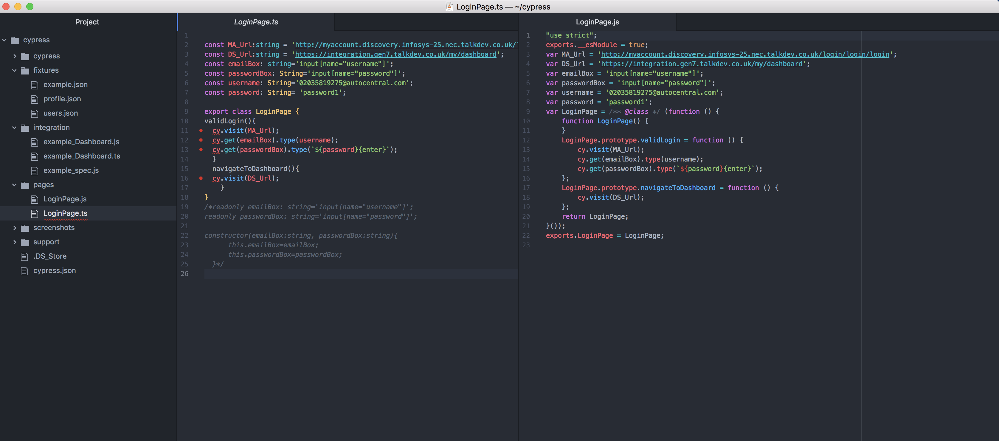 LoginPage.ts — ~/cypress
Project
cypress
cypress
fixtures
example.json
profile.json
users.json
integration
example_Dashboard.js
example_Dashboard.ts
example_spec.js
pages
LoginPage.js
LoginPage.ts
screenshots
support
.DS_Store
cypress.json
LoginPage.ts
1
2 const MA_Url:string = 'http://myaccount.discovery.infosys-25.nec.talkdev.co.uk/
3 const DS_Url:string = 'https://integration.gen7.talkdev.co.uk/my/dashboard';
4 const emailBox: string='input[name="username"]';
5 const passwordBox: String='input[name="password"]';
6 const username: String='02035819275@autocentral.com';
7 const password: String= 'password1';
8
9 export class LoginPage {
10 validLogin(){
11 cy.visit(MA_Url);
12 cy.get(emailBox).type(username);
13 cy.get(passwordBox).type(`${password}{enter}`);
14 }
15 navigateToDashboard(){
16 cy.visit(DS_Url);
17 }
18 }
19 /*readonly emailBox: string='input[name="username"]';
20 readonly passwordBox: string='input[name="password"]';
21
22 constructor(emailBox:string, passwordBox:string){
23 this.emailBox=emailBox;
24 this.passwordBox=passwordBox;
25 }*/
26
LoginPage.js
1 "use strict";
2 exports.__esModule = true;
3 var MA_Url = 'http://myaccount.discovery.infosys-25.nec.talkdev.co.uk/login/login/login';
4 var DS_Url = 'https://integration.gen7.talkdev.co.uk/my/dashboard';
5 var emailBox = 'input[name="username"]';
6 var passwordBox = 'input[name="password"]';
7 var username = '02035819275@autocentral.com';
8 var password = 'password1';
9 var LoginPage = /** @class */ (function () {
10 function LoginPage() {
11 }
12 LoginPage.prototype.validLogin = function () {
13 cy.visit(MA_Url);
14 cy.get(emailBox).type(username);
15 cy.get(passwordBox).type(`${password}{enter}`);
16 };
17 LoginPage.prototype.navigateToDashboard = function () {
18 cy.visit(DS_Url);
19 };
20 return LoginPage;
21 }());
22 exports.LoginPage = LoginPage;
23